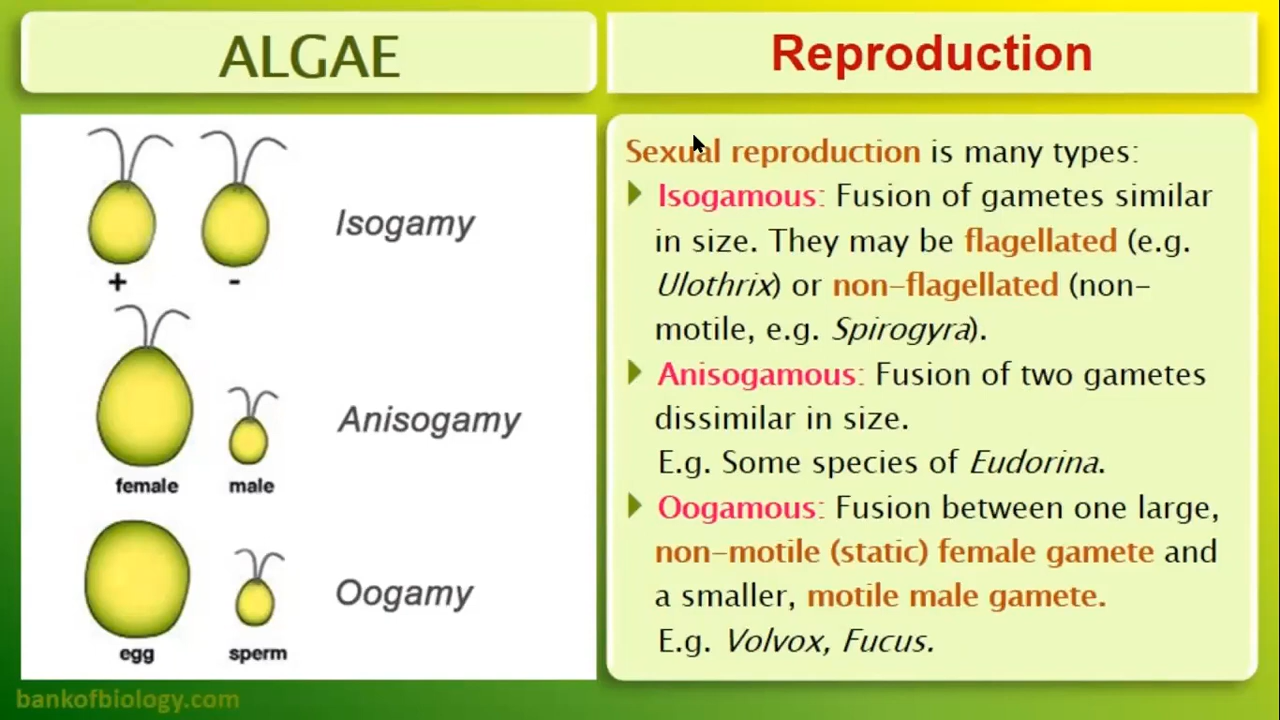 ALGAE
Reproduction
+
-
Isogamy
female
male
Anisogamy
egg
sperm
Oogamy
Sexual reproduction is many types:
Isogamous: Fusion of gametes similar
in size. They may be flagellated (e.g.
Ulothrix) or non-flagellated (non-
motile, e.g. Spirogyra).
Anisogamous: Fusion of two gametes
dissimilar in size.
E.g. Some species of Eudorina.
Oogamous: Fusion between one large,
non-motile (static) female gamete and
a smaller, motile male gamete.
E.g. Volvox, Fucus.
bankofbiology.com